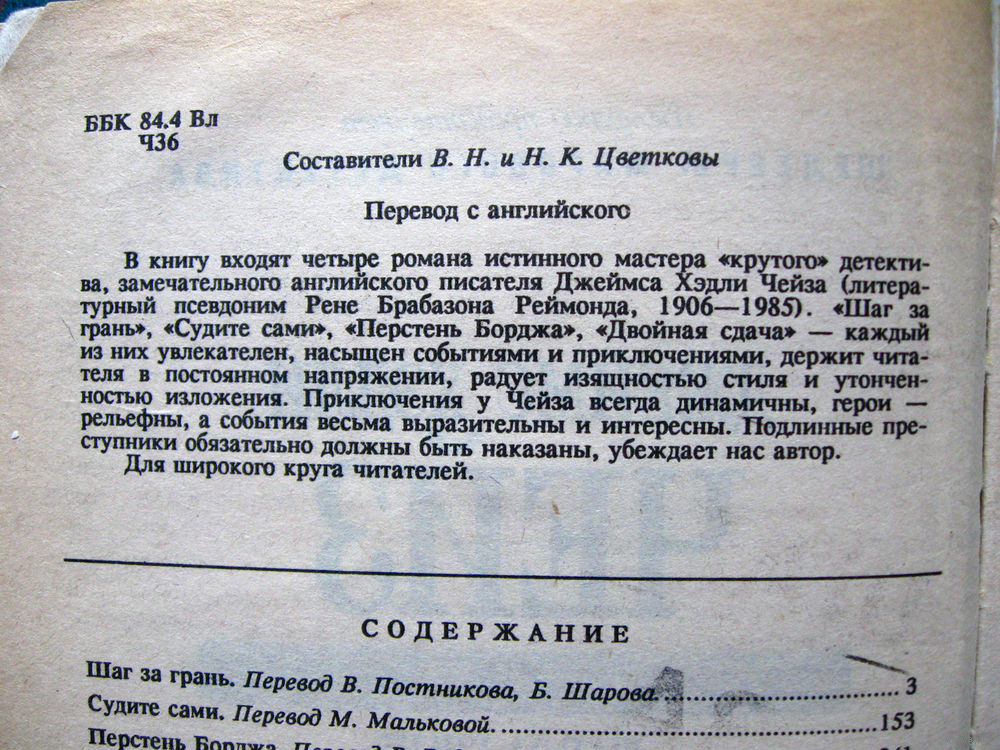 ББК 84.4 Вл
Ч36
Составители В. Н. и Н. К. Цветковы
Перевод с английского
В книгу входят четыре романа истинного мастера «крутого» детекти-
ва, замечательного английского писателя Джеймса Хэдли Чейза (литера-
турный псевдоним Рене Брабазона Реймонда, 1906—1985). «Шаг за
грань», «Судите сами», «Перстень Борджа», «Двойная сдача» — каждый
из них увлекателен, насыщен событиями и приключениями, держит чита-
теля в постоянном напряжении, радует изящностью стиля и утончен-
ностью изложения. Приключения у Чейза всегда динамичны, герои —
рельефны, а события весьма выразительны и интересны. Подлинные пре-
ступники обязательно должны быть наказаны, убеждает нас автор.
Для широкого круга читателей.
СОДЕРЖАНИЕ
Шаг за грань. Перевод В. Постникова, Б. Шарова. 3
Судите сами. Перевод М. Мальковой. 153
Перстень Борджа. Перевод